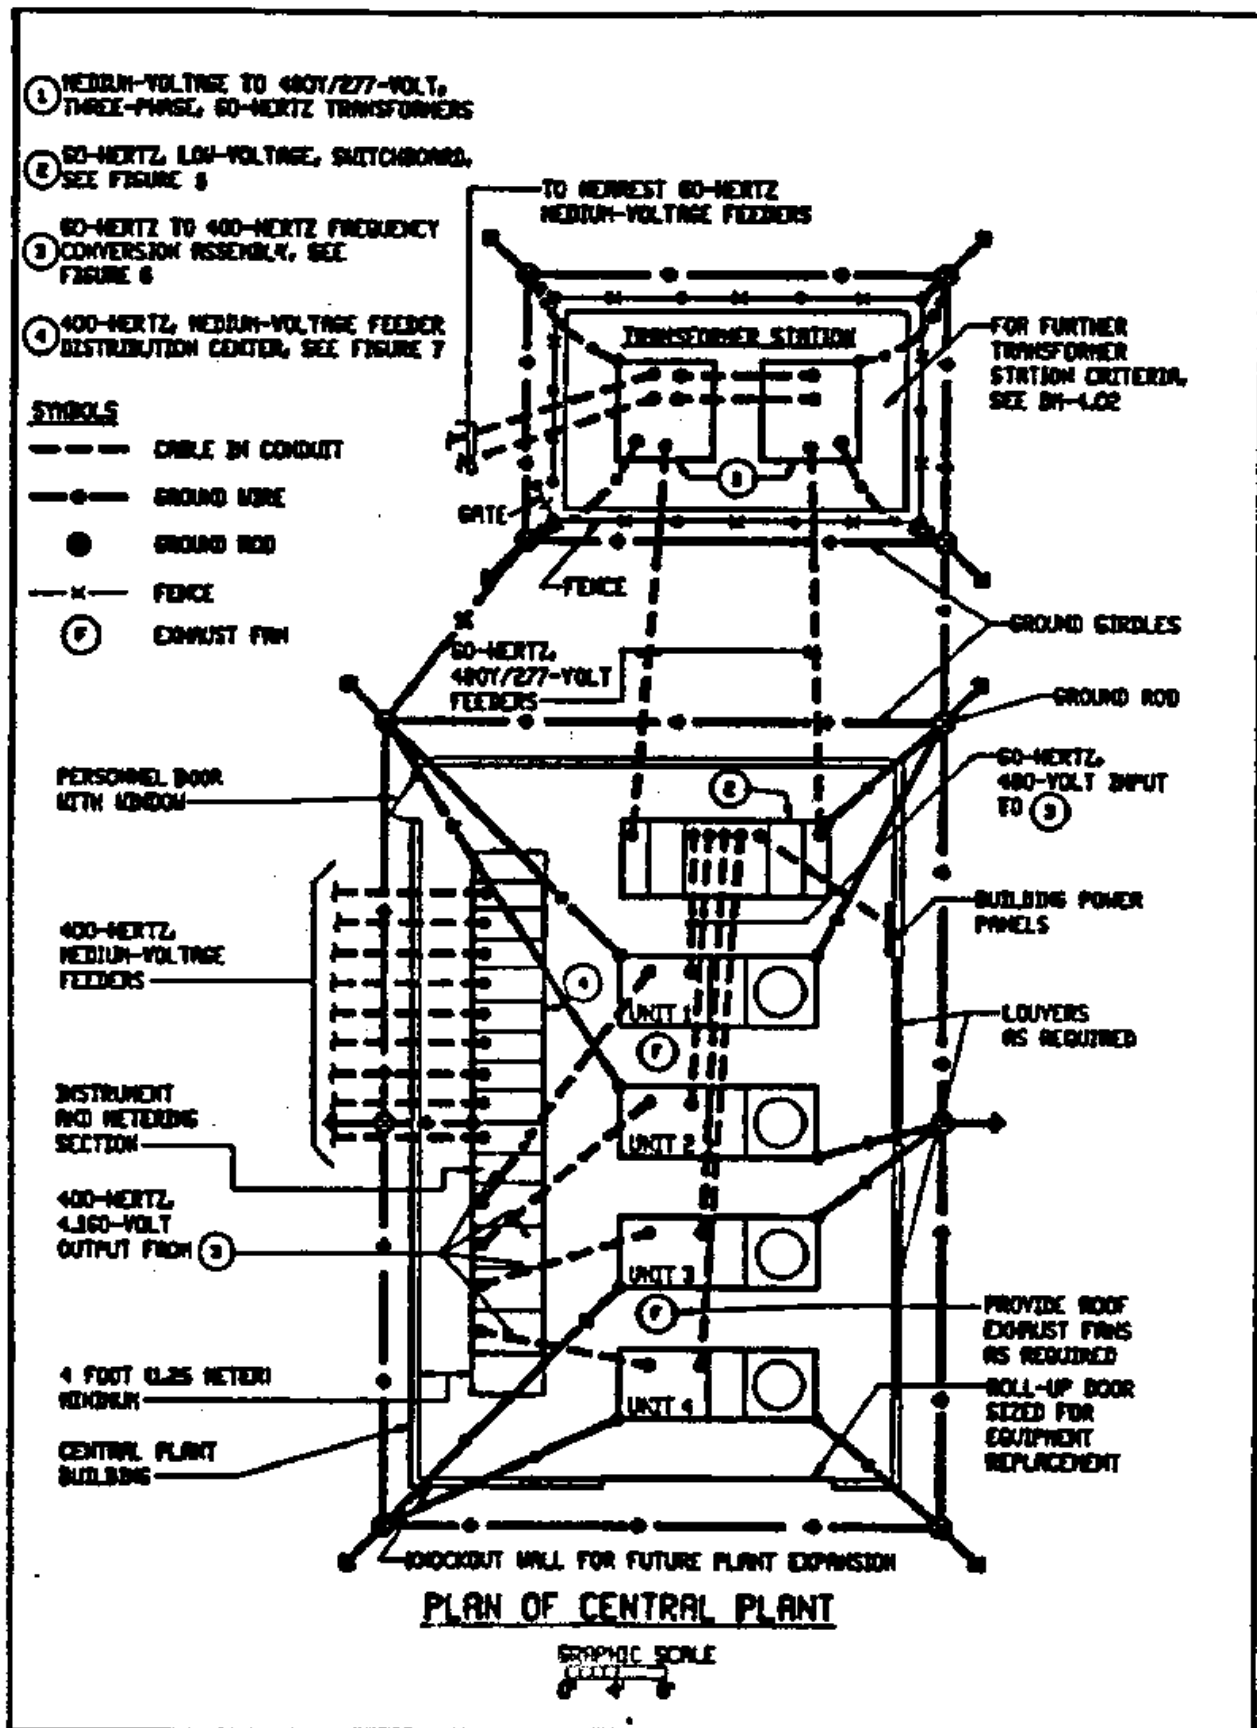 1 MEDIUM-VOLTAGE TO 480Y/277-VOLT,
THREE-PHASE, 60-HERTZ TRANSFORMERS
2 60-HERTZ, LOW-VOLTAGE, SWITCHBOARD,
SEE FIGURE 5
60-HERTZ TO 400-HERTZ FREQUENCY
3 CONVERSION ASSEMBLY, SEE
FIGURE 6
4 400-HERTZ, MEDIUM-VOLTAGE FEEDER
DISTRIBUTION CENTER, SEE FIGURE 7
SYMBOLS
CABLE IN CONDUIT
GROUND WIRE
GROUND ROD
FENCE
F EXHAUST FAN
TO NEAREST 60-HERTZ
MEDIUM-VOLTAGE FEEDERS
TRANSFORMER STATION
FOR FURTHER
TRANSFORMER
STATION CRITERIA,
SEE DM-4.02
GATE
FENCE
GROUND GIRDLES
60-HERTZ,
480Y/277-VOLT
FEEDERS
GROUND ROD
PERSONNEL DOOR
WITH WINDOW
2
60-HERTZ,
480-VOLT INPUT
TO 3
BUILDING POWER
PANELS
400-HERTZ,
MEDIUM-VOLTAGE
FEEDERS
4
UNIT 1
F
LOUVERS
AS REQUIRED
INSTRUMENT
AND METERING
SECTION
UNIT 2
400-HERTZ,
4,160-VOLT
OUTPUT FROM 3
UNIT 3
F
PROVIDE ROOF
EXHAUST FANS
AS REQUIRED
4 FOOT (1.25 METER)
MINIMUM
UNIT 4
ROLL-UP DOOR
SIZED FOR
EQUIPMENT
REPLACEMENT
CENTRAL PLANT
BUILDING
KNOCKOUT WALL FOR FUTURE PLANT EXPANSION
PLAN OF CENTRAL PLANT
GRAPHIC SCALE
0 4 8